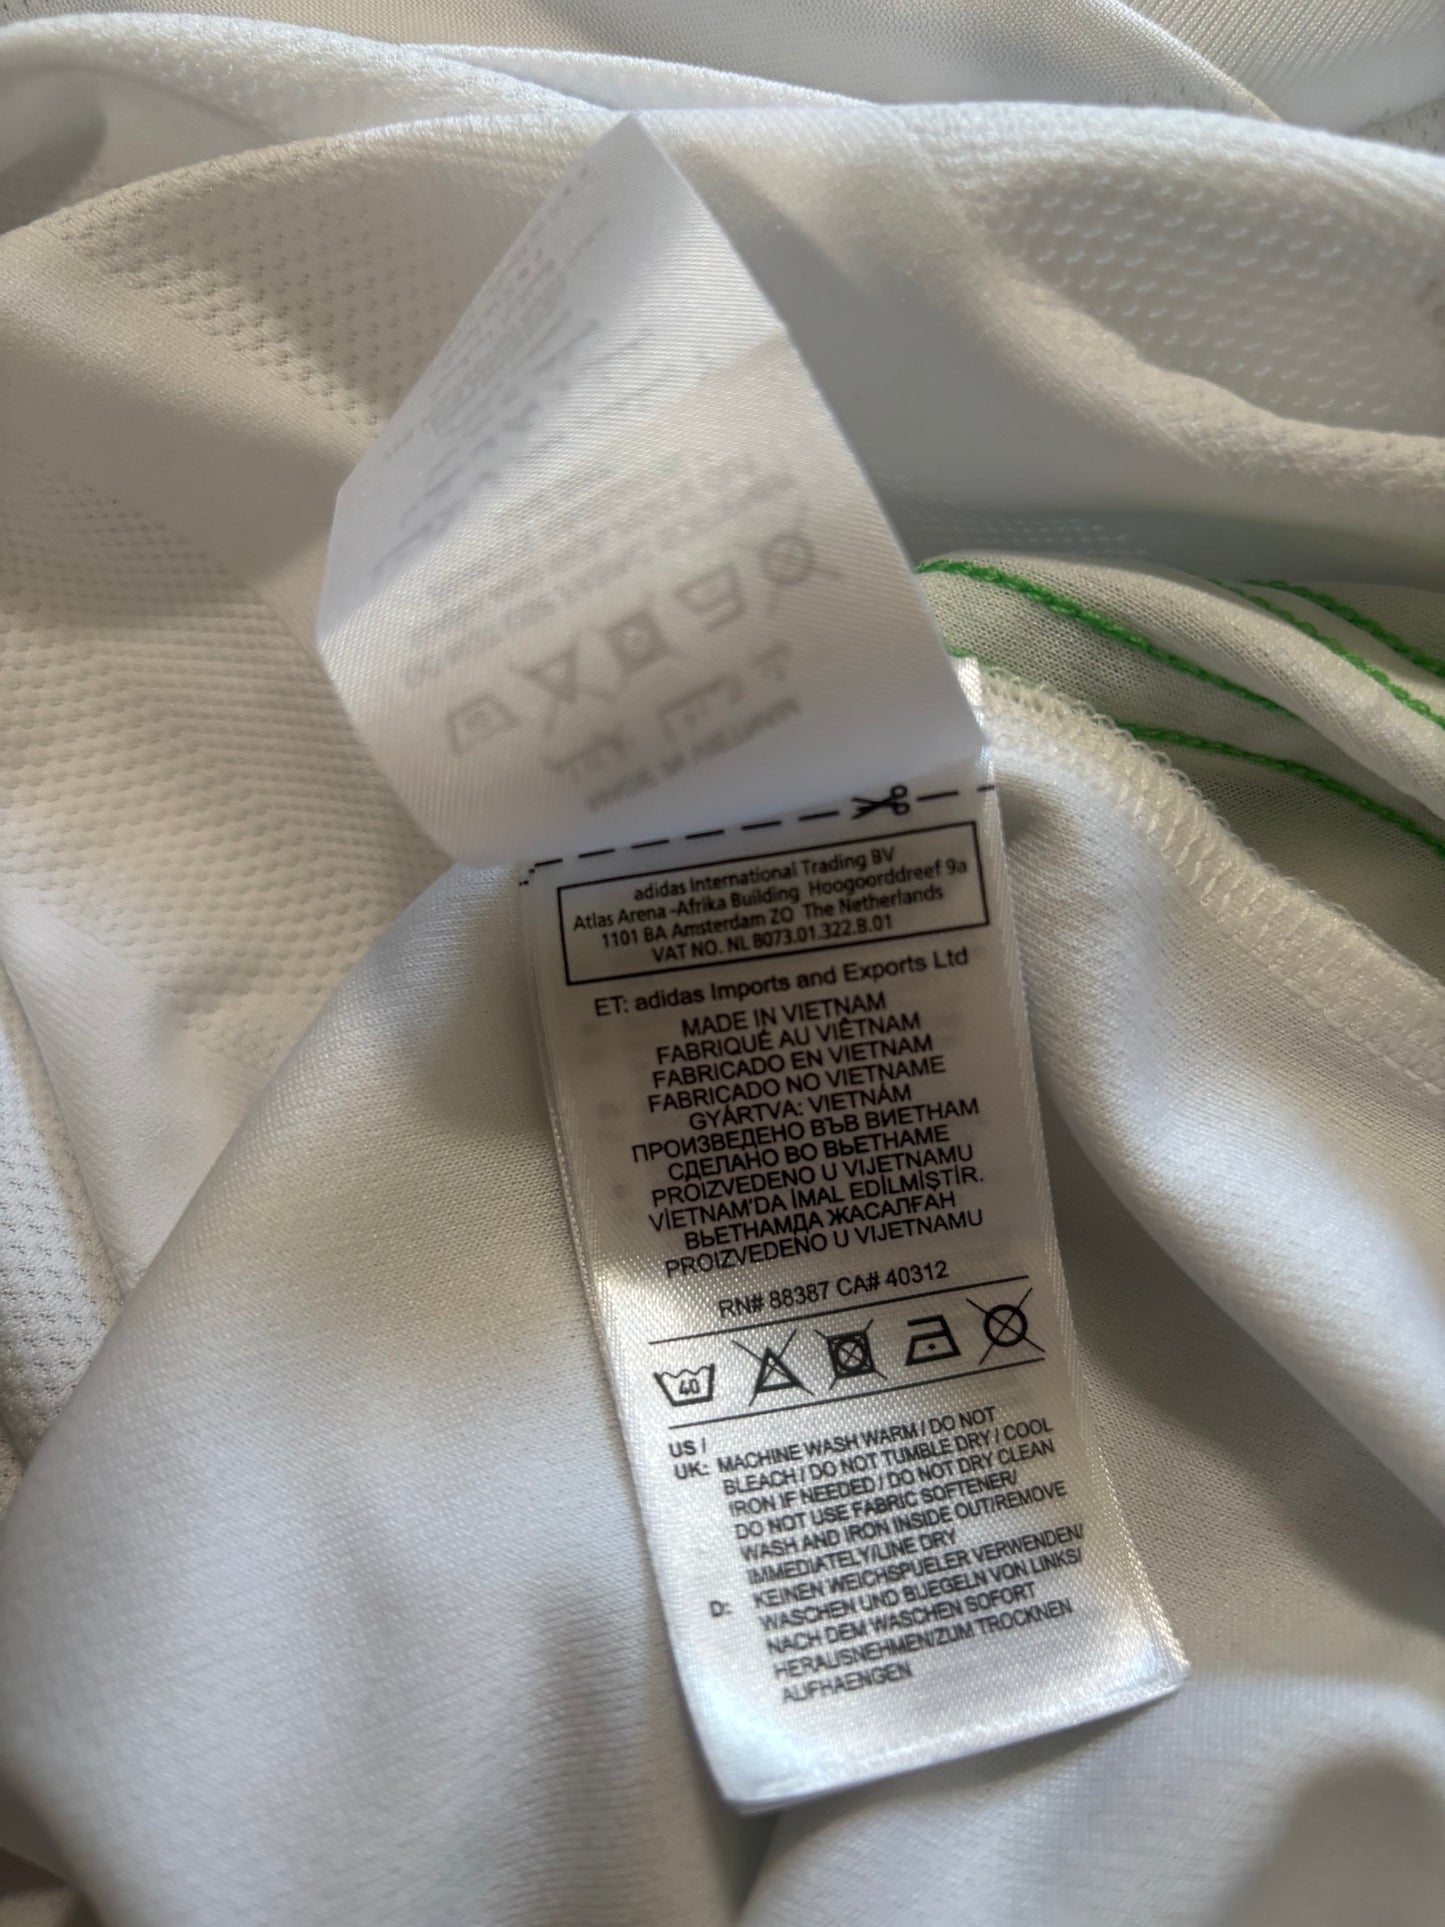 adidas International Trading BV
Atlas Arena -Afrika Building Hoogoorddreef 9a
1101 BA Amsterdam ZO The Netherlands
VAT NO. NL 8073.01.322.B.01
ET: adidas Imports and Exports Ltd
MADE IN VIETNAM
FABRIQUÉ AU VIÊTNAM
FABRICADO EN VIETNAM
FABRICADO NO VIETNAME
GYÁRTVA: VIETNÁM
ПРОИЗВЕДЕНО ВЪВ ВИЕТНАМ
СДЕЛАНО ВО ВЬЕТНАМЕ
PROIZVEDENO U VIJETNAMU
VİETNAM'DA İMAL EDİLMİŞTİR.
ВЬЕТНАМДА ЖАСАЛҒАН
PROIZVEDENO U VIJETNAMU
RN# 88387 CA# 40312
40
US /
UK: MACHINE WASH WARM / DO NOT
BLEACH / DO NOT TUMBLE DRY / COOL
IRON IF NEEDED / DO NOT DRY CLEAN
DO NOT USE FABRIC SOFTENER/
WASH AND IRON INSIDE OUT/REMOVE
IMMEDIATELY/LINE DRY
D: KEINEN WEICHSPUELER VERWENDEN/
WASCHEN UND BUEGELN VON LINKS/
NACH DEM WASCHEN SOFORT
HERAUSNEHMEN/ZUM TROCKNEN
AUFHAENGEN